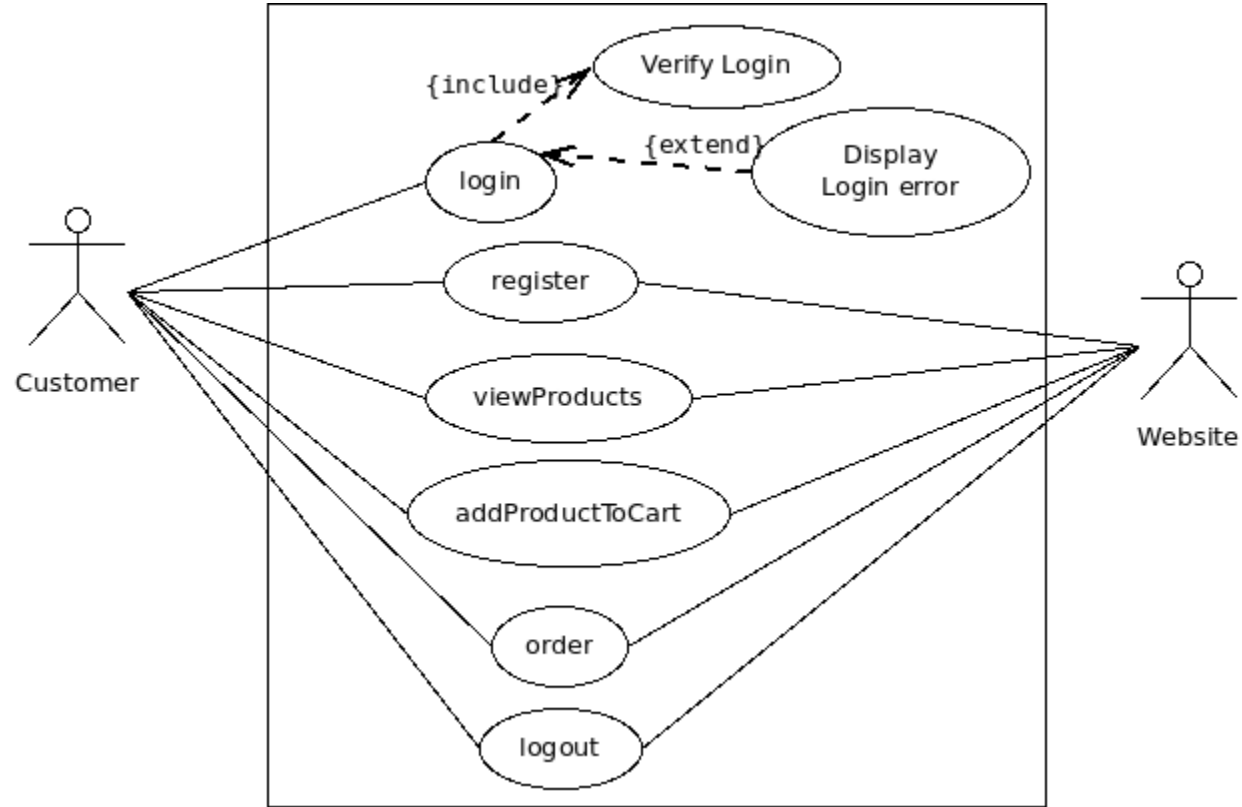 Verify Login
{include}
{extend}
Display
Login error
login
register
Customer
viewProducts
Website
addProductToCart
order
logout